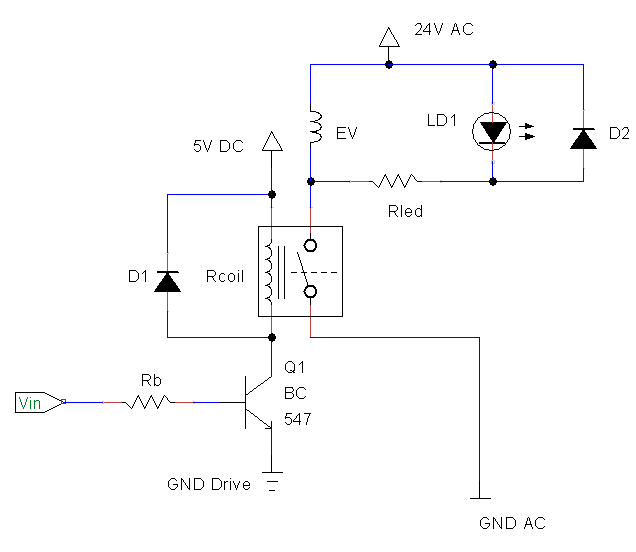 24V AC
LD1
EV
D2
5V DC
Rled
D1
Rcoil
Q1
Rb
BC
Vin
547
GND Drive
GND AC